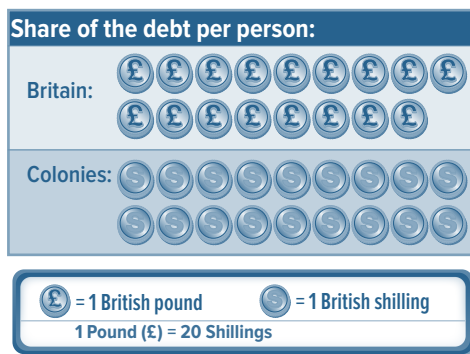 Share of the debt per person:
Britain:
£ £ £ £ £ £ £ £ £
£ £ £ £ £ £ £ £
Colonies:
S S S S S S S S S
S S S S S S S S S
£ = 1 British pound S = 1 British shilling
1 Pound (£) = 20 Shillings